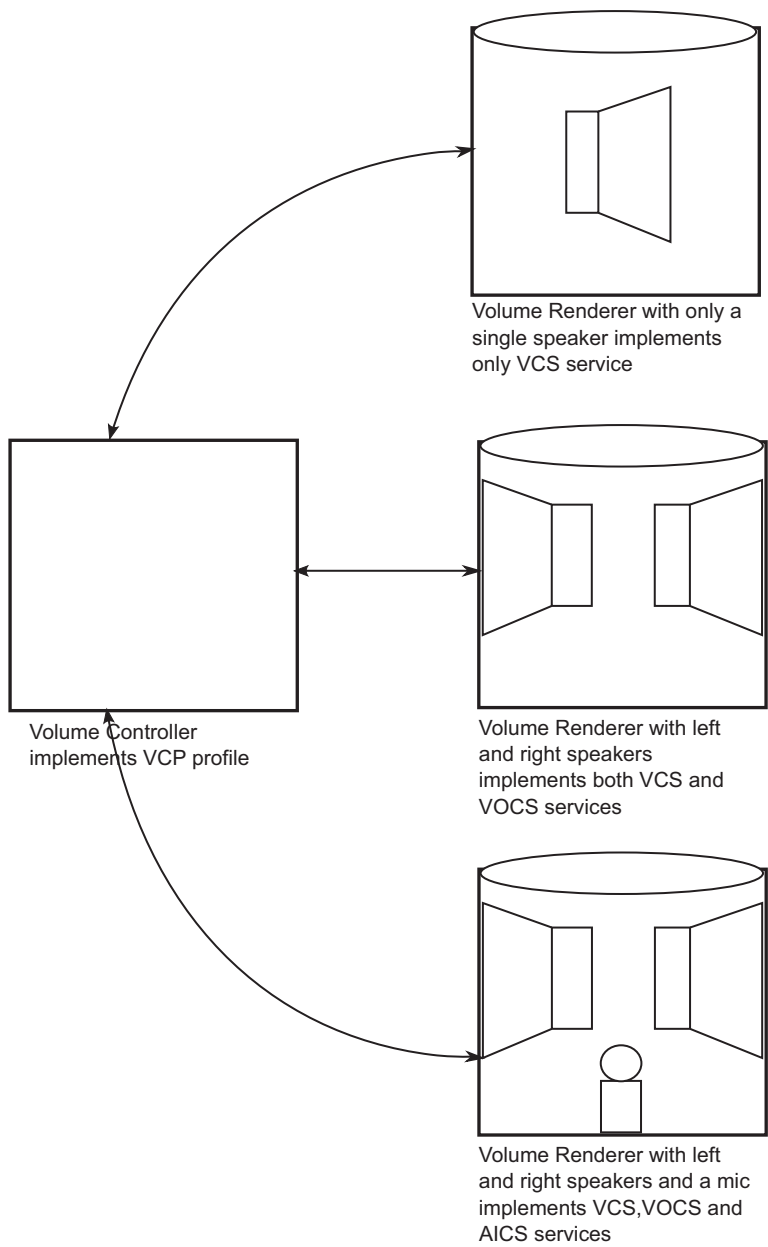 Volume Renderer with only a
single speaker implements
only VCS service
Volume Controller
implements VCP profile
Volume Renderer with left
and right speakers
implements both VCS and
VOCS services
Volume Renderer with left
and right speakers and a mic
implements VCS,VOCS and
AICS services